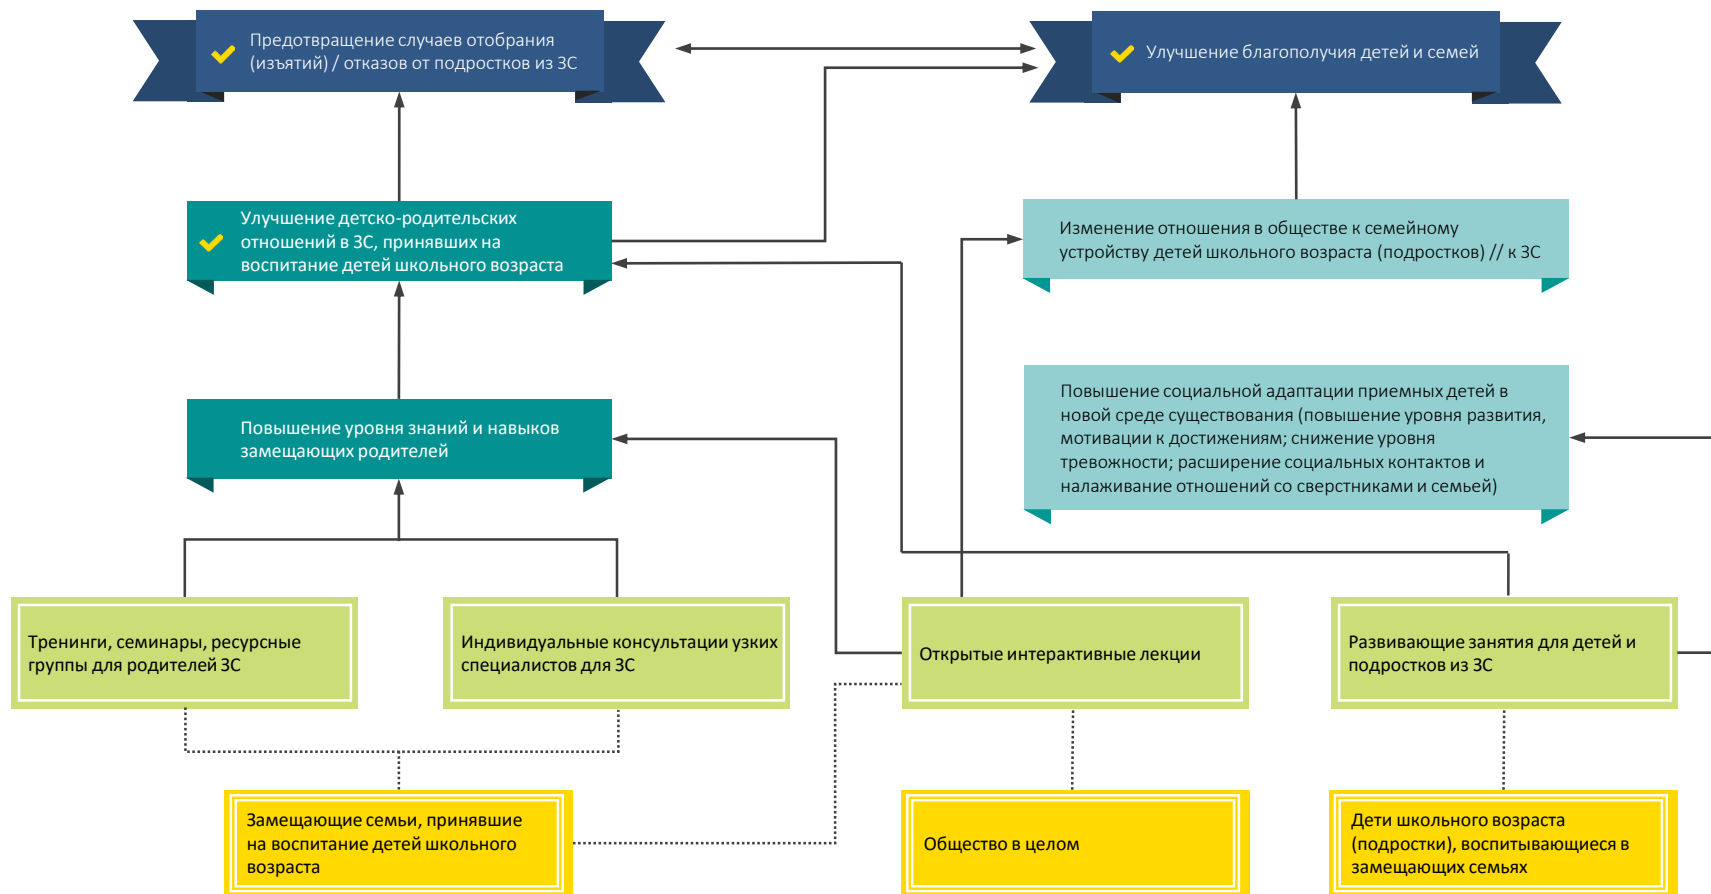 Предотвращение случаев отобрания
(изъятий) / отказов от подростков из ЗС
Улучшение благополучия детей и семей
Улучшение детско-родительских
отношений в ЗС, принявших на
воспитание детей школьного возраста
Изменение отношения в обществе к семейному
устройству детей школьного возраста (подростков) // к ЗС
Повышение уровня знаний и навыков
замещающих родителей
Повышение социальной адаптации приемных детей в
новой среде существования (повышение уровня развития,
мотивации к достижениям; снижение уровня
тревожности; расширение социальных контактов и
налаживание отношений со сверстниками и семьей)
Тренинги, семинары, ресурсные
группы для родителей ЗС
Индивидуальные консультации узких
специалистов для ЗС
Открытые интерактивные лекции
Развивающие занятия для детей и
подростков из ЗС
Замещающие семьи, принявшие
на воспитание детей школьного
возраста
Общество в целом
Дети школьного возраста
(подростки), воспитывающиеся в
замещающих семьях